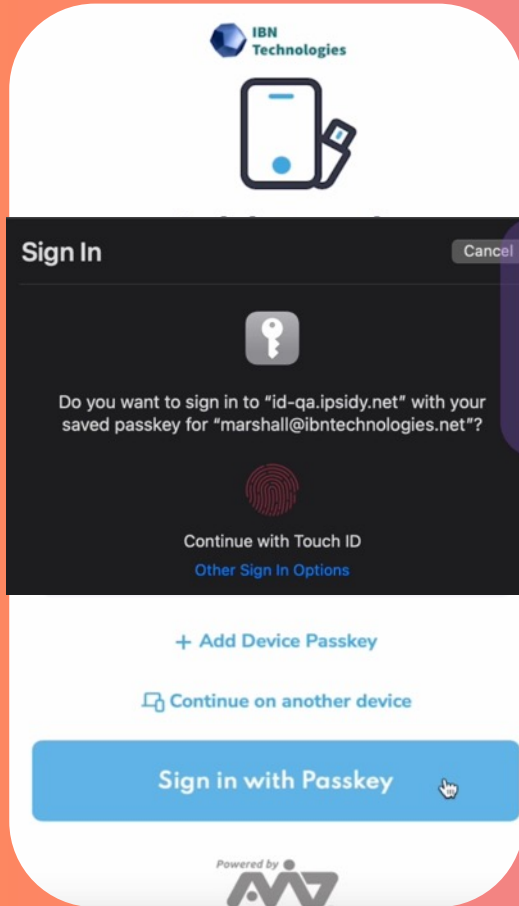 IBN
Technologies
Sign In
Cancel
Do you want to sign in to “id-qa.ipsidy.net” with your
saved passkey for “marshall@ibntechnologies.net”?
Continue with Touch ID
Other Sign In Options
+ Add Device Passkey
Continue on another device
Sign in with Passkey
Powered by